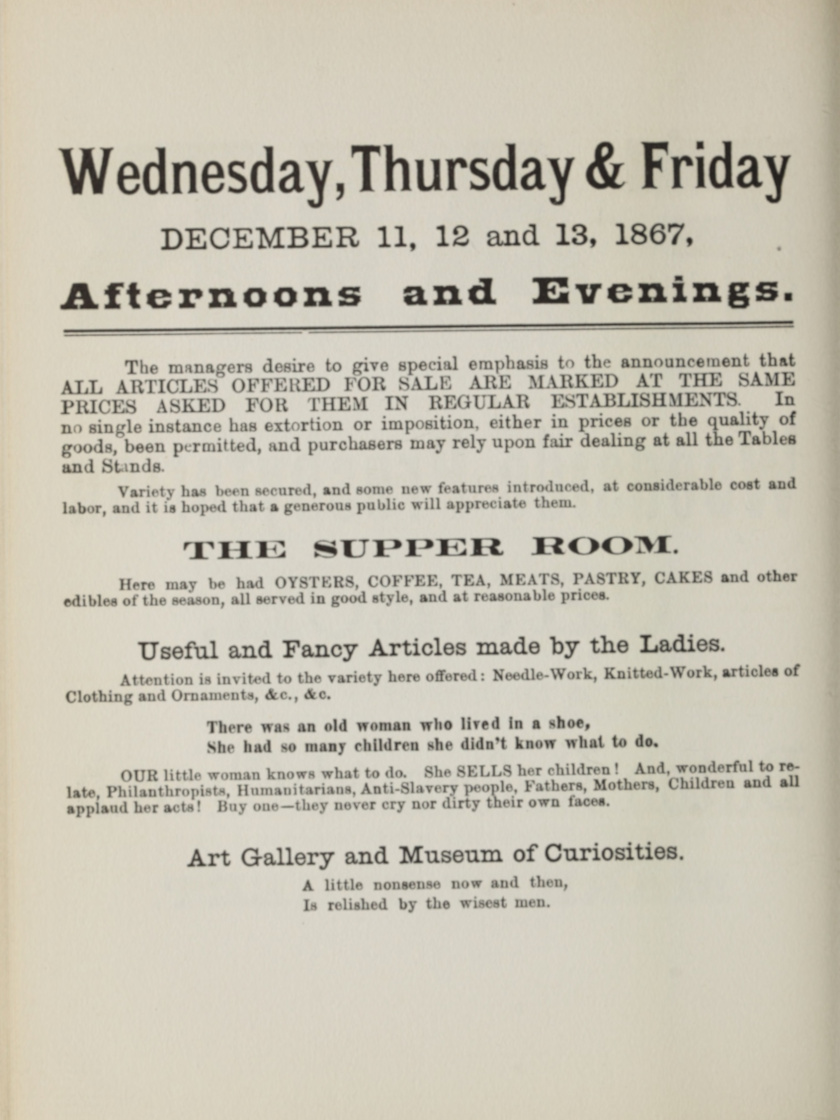 Wednesday, Thursday & Friday
DECEMBER 11, 12 and 13, 1867,
Afternoons and Evenings.
The managers desire to give special emphasis to the announcement that
ALL ARTICLES OFFERED FOR SALE ARE MARKED AT THE SAME
PRICES ASKED FOR THEM IN REGULAR ESTABLISHMENTS. In
no single instance has extortion or imposition, either in prices or the quality of
goods, been permitted, and purchasers may rely upon fair dealing at all the Tables
and Stands.
Variety has been secured, and some new features introduced, at considerable cost and
labor, and it is hoped that a generous public will appreciate them.
THE SUPPER ROOM.
Here may be had OYSTERS, COFFEE, TEA, MEATS, PASTRY, CAKES and other
edibles of the season, all served in good style, and at reasonable prices.
Useful and Fancy Articles made by the Ladies.
Attention is invited to the variety here offered: Needle-Work, Knitted-Work, articles of
Clothing and Ornaments, &c., &c.
There was an old woman who lived in a shoe,
She had so many children she didn't know what to do.
OUR little woman knows what to do. She SELLS her children! And, wonderful to re-
late, Philanthropists, Humanitarians, Anti-Slavery people, Fathers, Mothers, Children and all
applaud her acts! Buy one—they never cry nor dirty their own faces.
Art Gallery and Museum of Curiosities.
A little nonsense now and then,
Is relished by the wisest men.